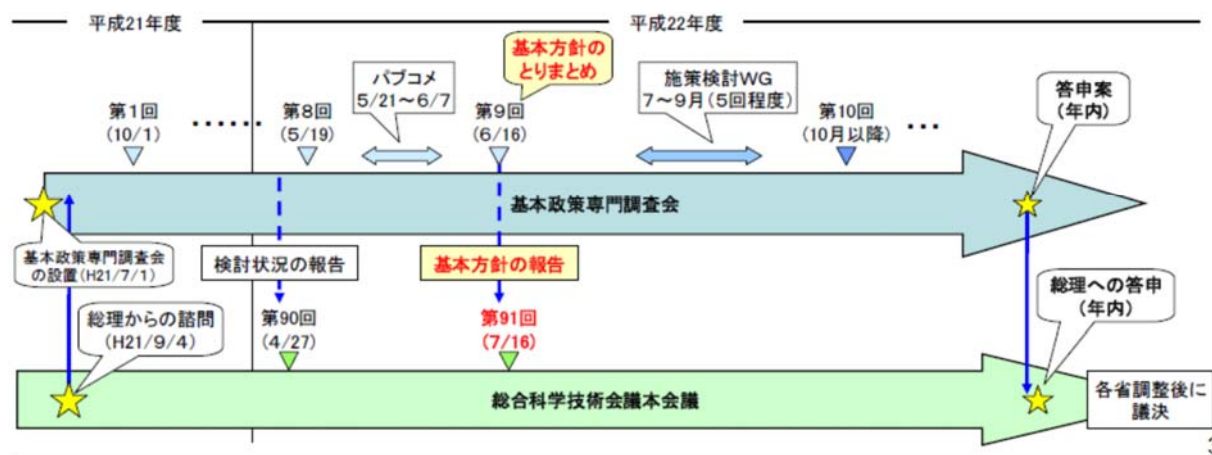 平成21年度
平成22年度
基本方針の
とりまとめ
パブコメ
5/21～6/7
施策検討WG
7～9月(5回程度)
答申案
(年内)
第1回
(10/1)
……
第8回
(5/19)
第9回
(6/16)
第10回
(10月以降)
…
基本政策専門調査会
基本政策専門調査会
の設置(H21/7/1)
検討状況の報告
基本方針の報告
総理からの諮問
(H21/9/4)
第90回
(4/27)
第91回
(7/16)
総理への答申
(年内)
総合科学技術会議本会議
各省調整後に
議決